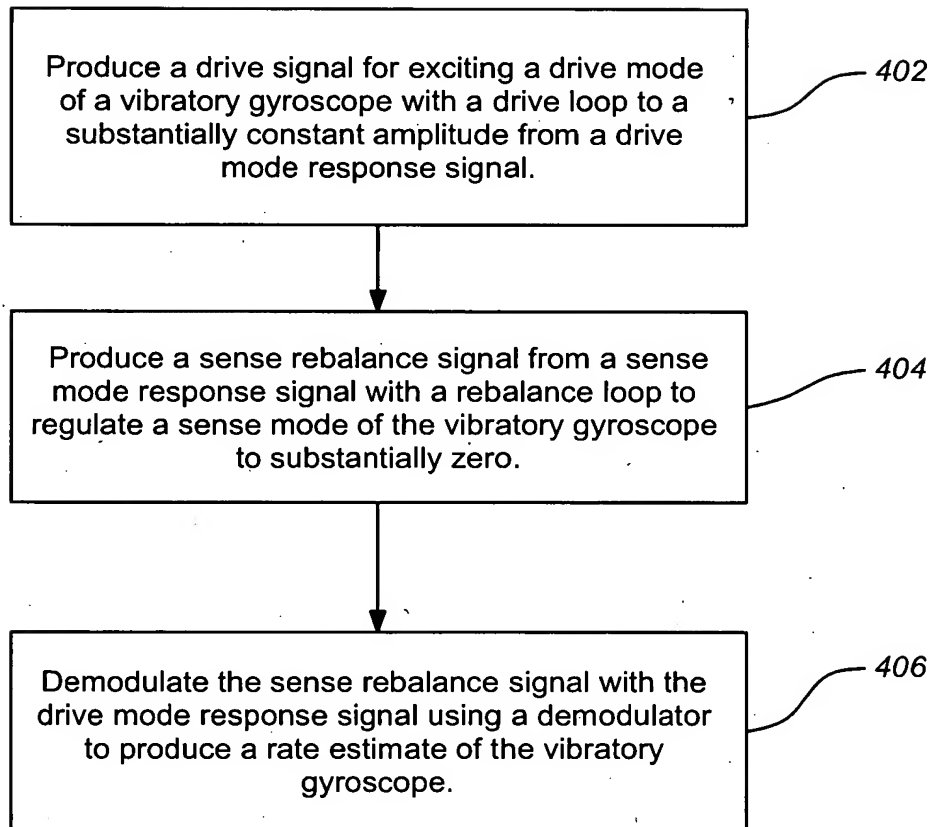 Produce a drive signal for exciting a drive mode
of a vibratory gyroscope with a drive loop to a
substantially constant amplitude from a drive
mode response signal.
402
Produce a sense rebalance signal from a sense
mode response signal with a rebalance loop to
regulate a sense mode of the vibratory gyroscope
to substantially zero.
404
Demodulate the sense rebalance signal with the
drive mode response signal using a demodulator
to produce a rate estimate of the vibratory
gyroscope.
406